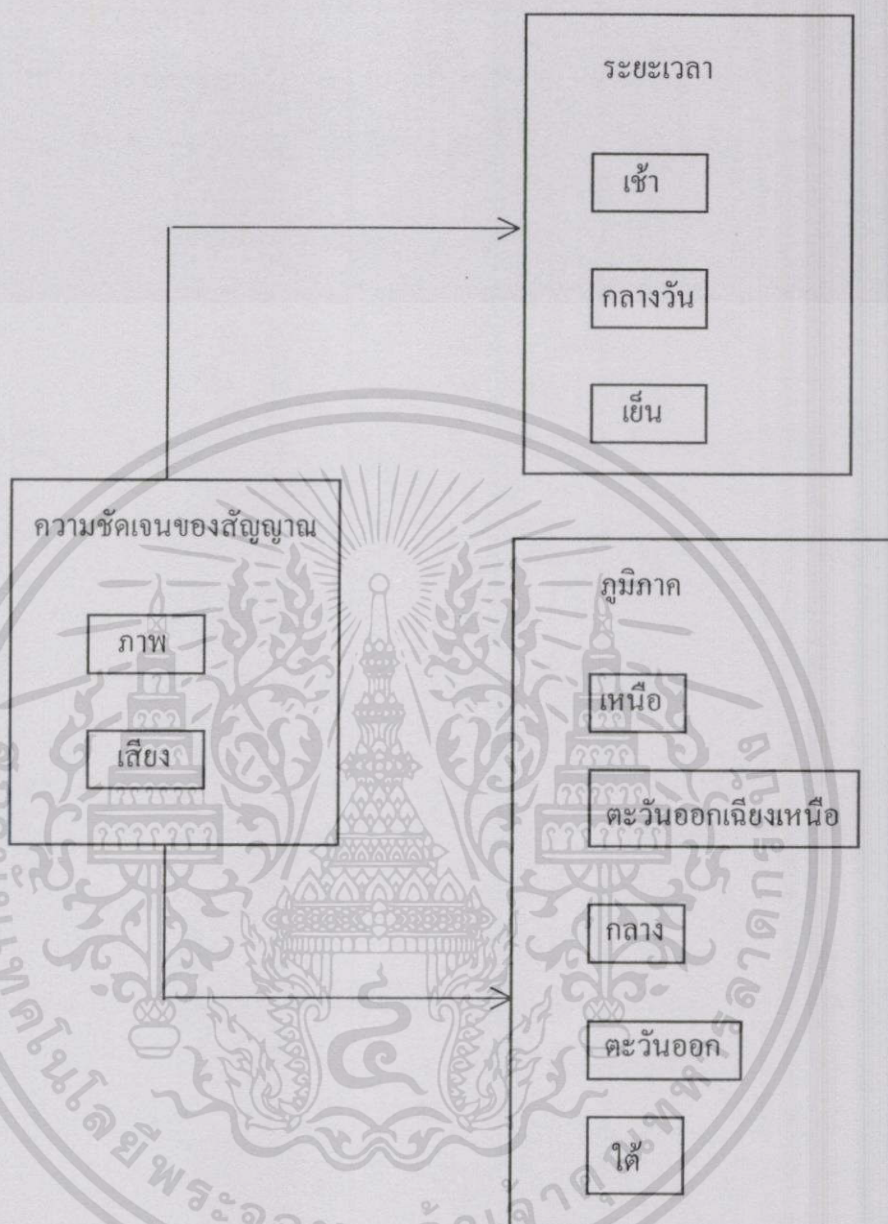 ระยะเวลา
เช้า
กลางวัน
เย็น
ความชัดเจนของสัญญาณ
ภาพ
เสียง
ภูมิภาค
เหนือ
ตะวันออกเฉียงเหนือ
กลาง
ตะวันออก
ใต้